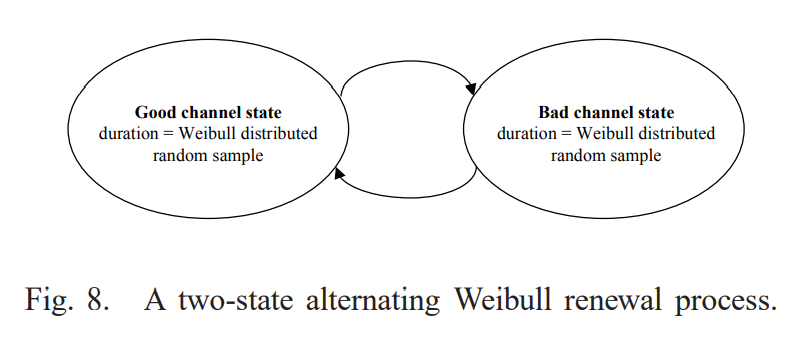 Good channel state
duration = Weibull distributed
random sample
Bad channel state
duration = Weibull distributed
random sample
Fig. 8. A two-state alternating Weibull renewal process.